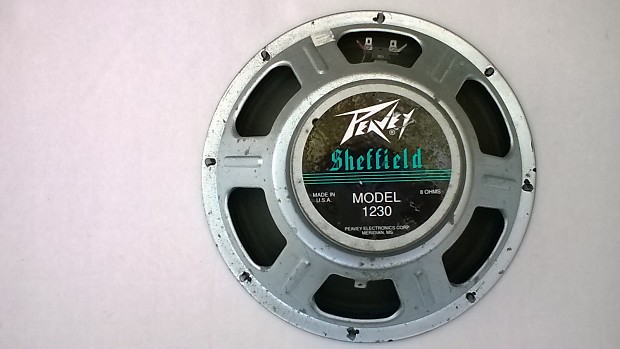 PEAVEY®
Sheffield
MADE IN
U.S.A.
8 OHMS
MODEL
1230
PEAVEY ELECTRONICS CORP.
MERIDIAN, MS